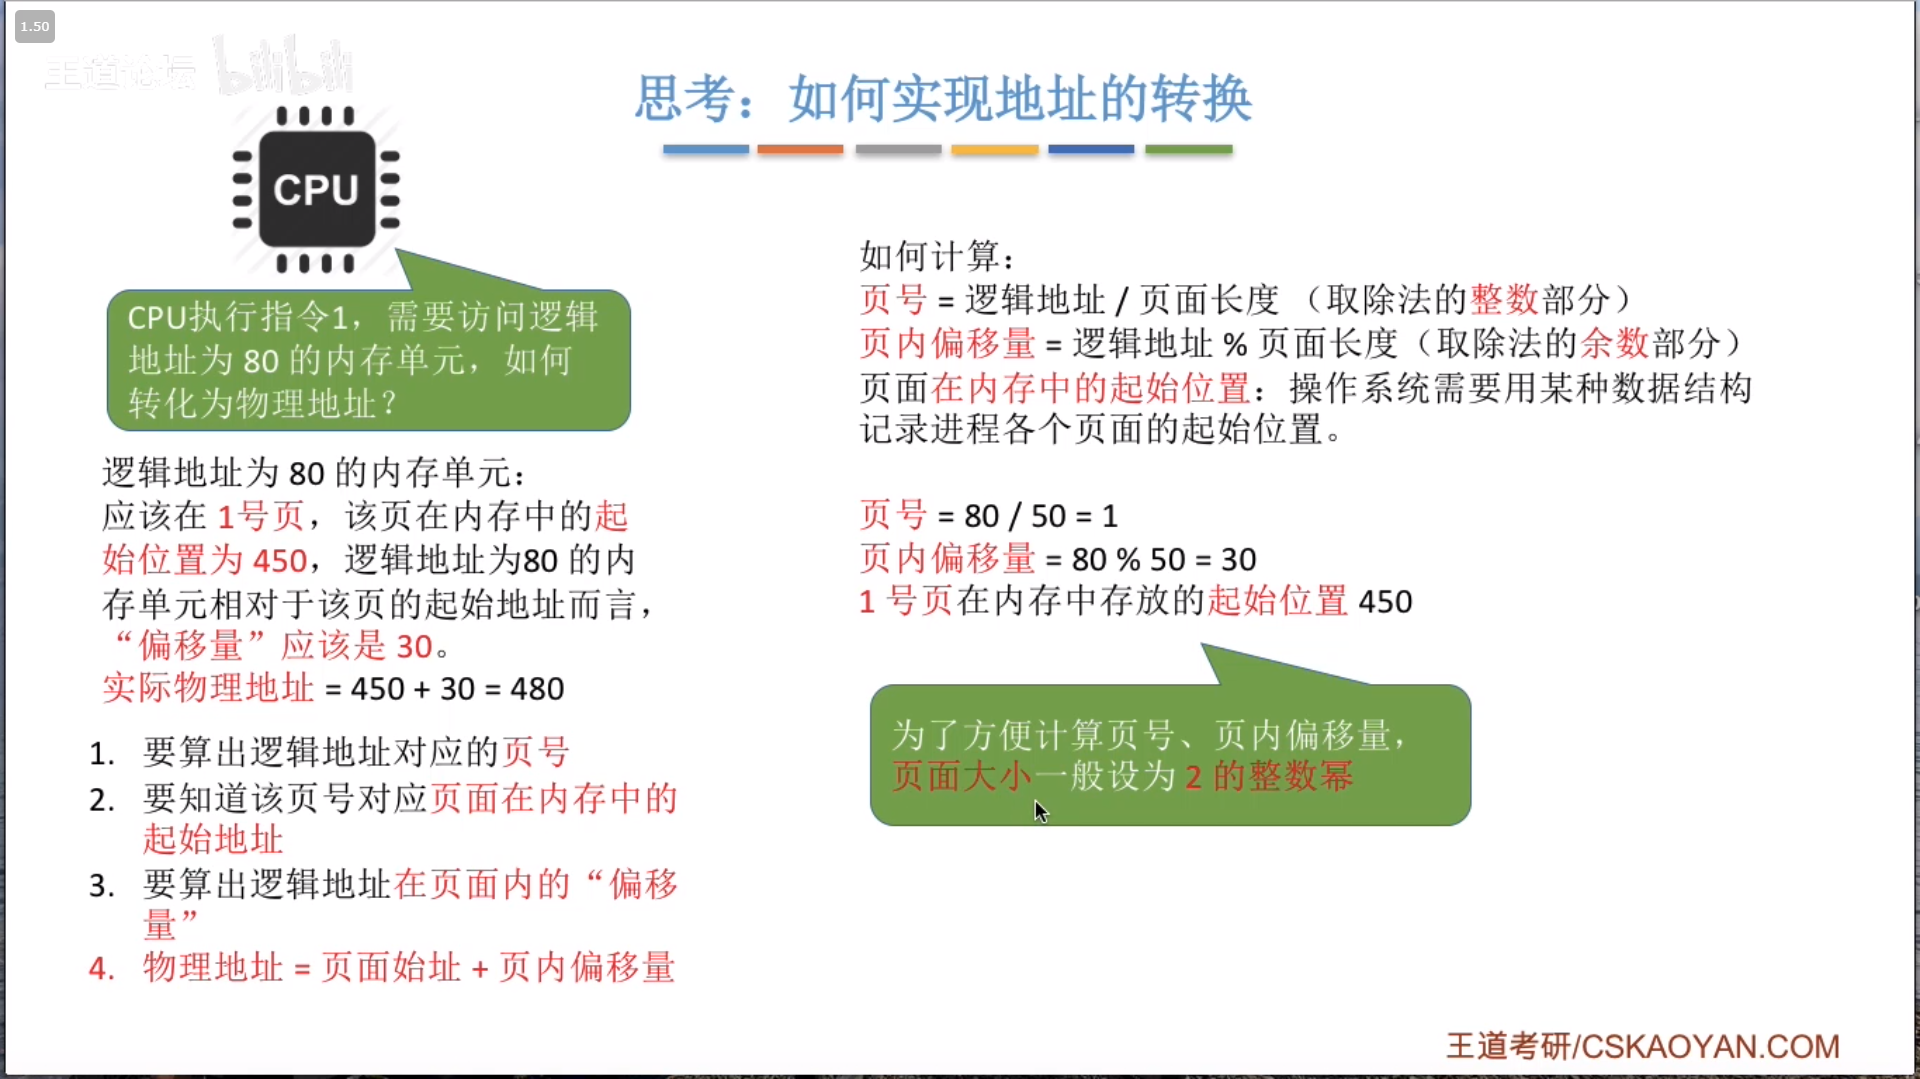 1.50
王道论坛 bilibili
思考：如何实现地址的转换
CPU
CPU执行指令1，需要访问逻辑
地址为 80 的内存单元，如何
转化为物理地址？
逻辑地址为 80 的内存单元：
应该在 1号页，该页在内存中的起
始位置为 450，逻辑地址为80 的内
存单元相对于该页的起始地址而言，
“偏移量”应该是 30。
实际物理地址 = 450 + 30 = 480
1. 要算出逻辑地址对应的页号
2. 要知道该页号对应页面在内存中的
起始地址
3. 要算出逻辑地址在页面内的“偏移
量”
4. 物理地址 = 页面始址 + 页内偏移量
如何计算：
页号 = 逻辑地址 / 页面长度 （取除法的整数部分）
页内偏移量 = 逻辑地址 % 页面长度（取除法的余数部分）
页面在内存中的起始位置：操作系统需要用某种数据结构
记录进程各个页面的起始位置。
页号 = 80 / 50 = 1
页内偏移量 = 80 % 50 = 30
1 号页在内存中存放的起始位置 450
为了方便计算页号、页内偏移量，
页面大小一般设为 2 的整数幂
王道考研/CSKAOYAN.COM